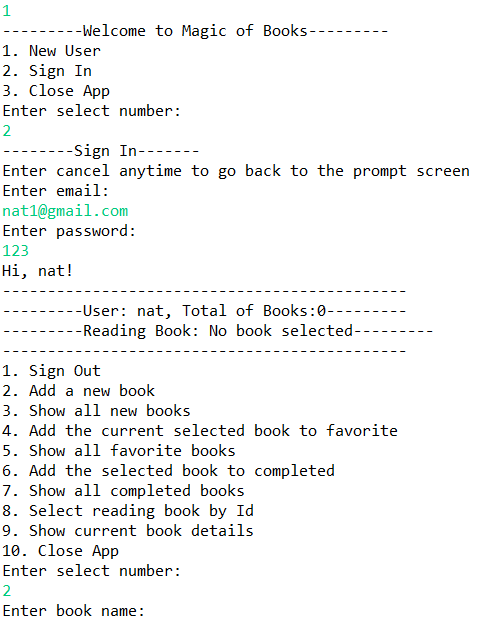 1
---------Welcome to Magic of Books---------
1. New User
2. Sign In
3. Close App
Enter select number:
2
--------Sign In-------
Enter cancel anytime to go back to the prompt screen
Enter email:
nat1@gmail.com
Enter password:
123
Hi, nat!
---------------------------------------------
---------User: nat, Total of Books:0---------
---------Reading Book: No book selected---------
---------------------------------------------
1. Sign Out
2. Add a new book
3. Show all new books
4. Add the current selected book to favorite
5. Show all favorite books
6. Add the selected book to completed
7. Show all completed books
8. Select reading book by Id
9. Show current book details
10. Close App
Enter select number:
2
Enter book name: